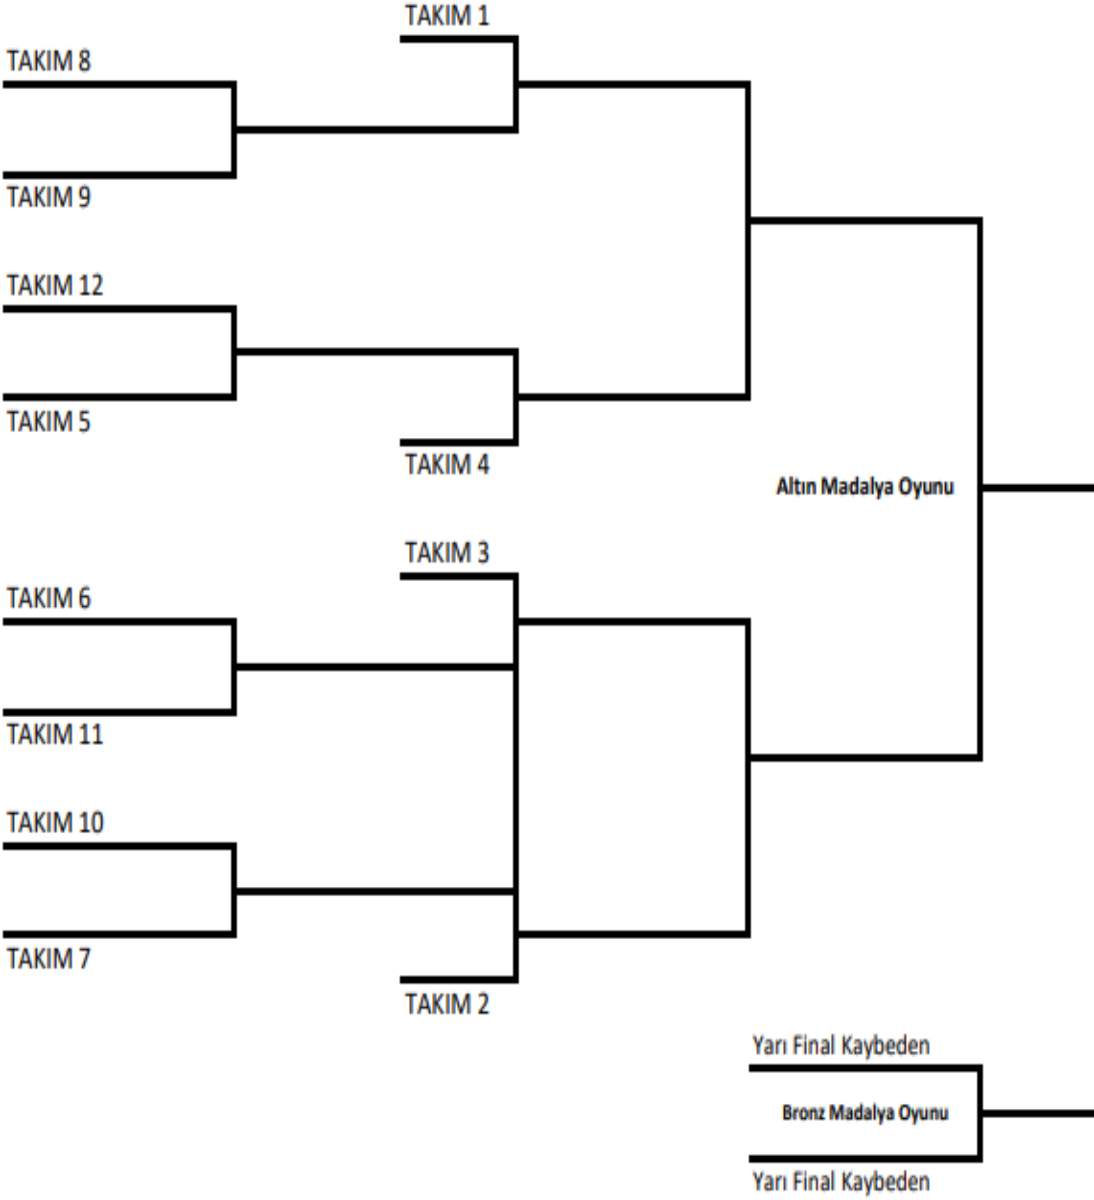 TAKIM 1
TAKIM 8
TAKIM 9
TAKIM 12
TAKIM 5
TAKIM 4
Altın Madalya Oyunu
TAKIM 3
TAKIM 6
TAKIM 11
TAKIM 10
TAKIM 7
TAKIM 2
Yarı Final Kaybeden
Bronz Madalya Oyunu
Yarı Final Kaybeden